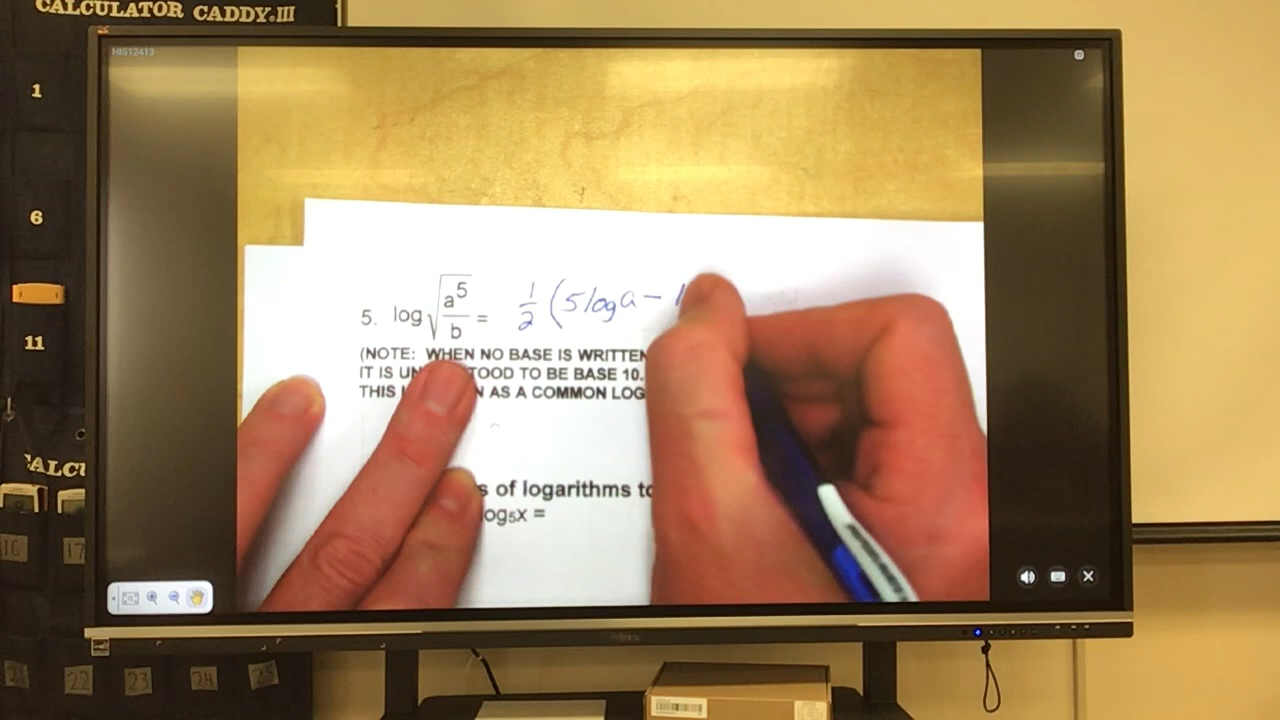 CALCULATOR CADDY III
HIS12413
1
6
11
5. log √(a⁵/b) = 1/2 (5 log a −
(NOTE: WHEN NO BASE IS WRITTEN
IT IS UN TOOD TO BE BASE 10.
THIS N AS A COMMON LOG
s of logarithms to
og₅x =
16
17
21
22
23
24
25